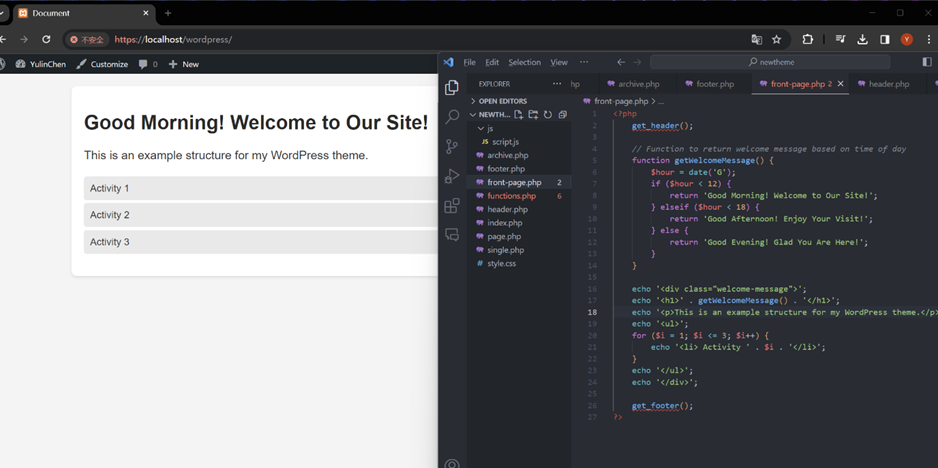 Document
不安全 https://localhost/wordpress/
Y
YulinChen Customize 0 New
Good Morning! Welcome to Our Site!
This is an example structure for my WordPress theme.
Activity 1
Activity 2
Activity 3
File Edit Selection View ··· newtheme
EXPLORER ···
OPEN EDITORS
NEWTH...
js
JS script.js
archive.php
footer.php
front-page.php 2
functions.php 6
header.php
index.php
page.php
single.php
# style.css
hp archive.php footer.php front-page.php 2 header.php
front-page.php > ...
1 <?php
2 get_header();
3
4 // Function to return welcome message based on time of day
5 function getWelcomeMessage() {
6 $hour = date('G');
7 if ($hour < 12) {
8 return 'Good Morning! Welcome to Our Site!';
9 } elseif ($hour < 18) {
10 return 'Good Afternoon! Enjoy Your Visit!';
11 } else {
12 return 'Good Evening! Glad You Are Here!';
13 }
14 }
15
16 echo '<div class="welcome-message">';
17 echo '<h1>' . getWelcomeMessage() . '</h1>';
18 echo '<p>This is an example structure for my WordPress theme.</p>
19 echo '<ul>';
20 for ($i = 1; $i <= 3; $i++) {
21 echo '<li> Activity ' . $i . '</li>';
22 }
23 echo '</ul>';
24 echo '</div>';
25
26 get_footer();
27 ?>